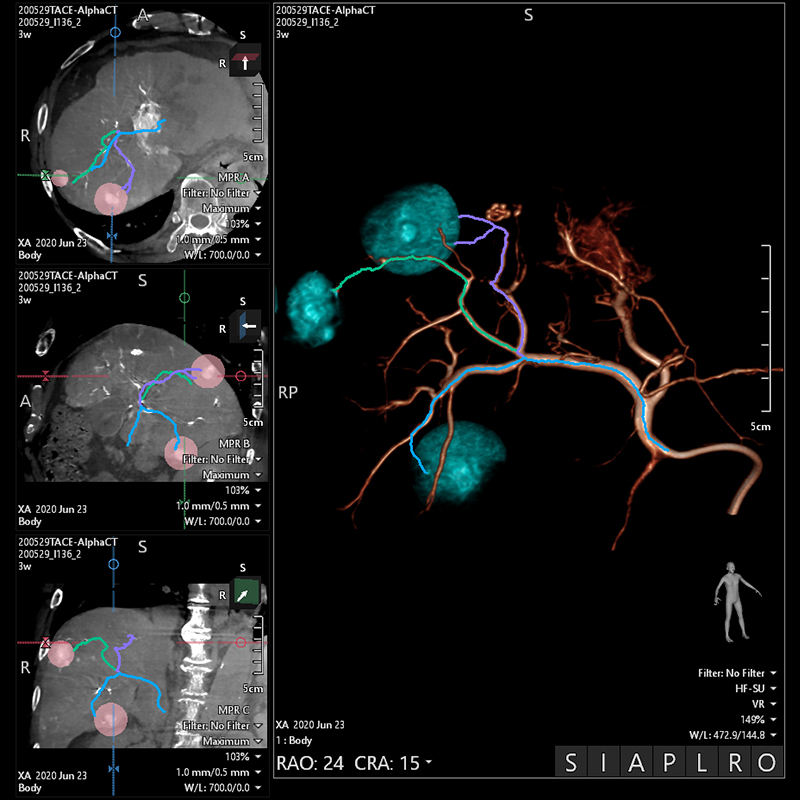 200529TACE-AlphaCT
200529_I136_2
3w
A
S
R
R
5cm
MPR A
Filter: No Filter
Maximum
103%
1.0 mm/0.5 mm
W/L: 700.0/0.0
XA 2020 Jun 23
Body
200529TACE-AlphaCT
200529_I136_2
3w
S
S
R
A
5cm
MPR B
Filter: No Filter
Maximum
103%
1.0 mm/0.5 mm
W/L: 700.0/0.0
XA 2020 Jun 23
Body
200529TACE-AlphaCT
200529_I136_2
3w
S
S
R
R
5cm
MPR C
Filter: No Filter
Maximum
103%
1.0 mm/0.5 mm
W/L: 700.0/0.0
XA 2020 Jun 23
Body
200529TACE-AlphaCT
200529_I136_2
3w
S
RP
5cm
Filter: No Filter
HF-SU
VR
149%
W/L: 472.9/144.8
XA 2020 Jun 23
1 : Body
RAO: 24 CRA: 15
S I A P L R O